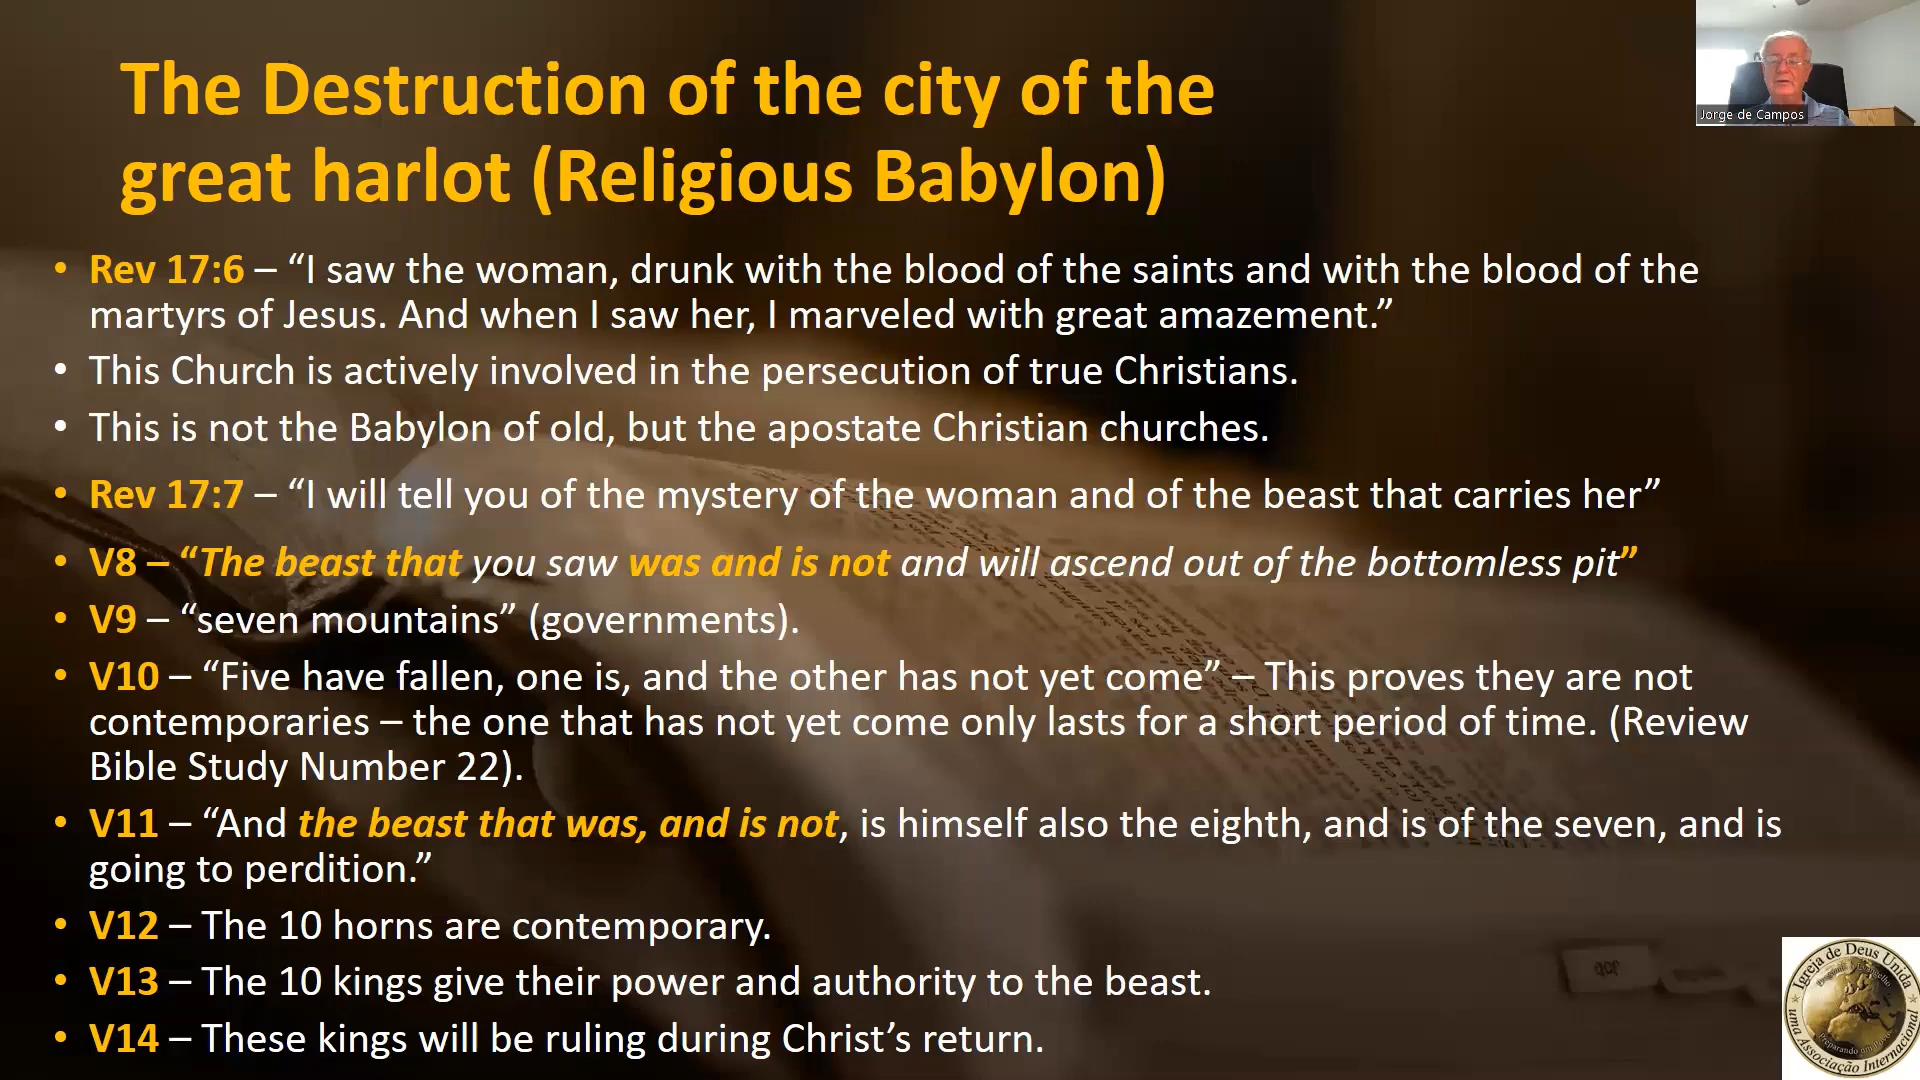 The Destruction of the city of the
great harlot (Religious Babylon)
Jorge de Campos
• Rev 17:6 – “I saw the woman, drunk with the blood of the saints and with the blood of the
martyrs of Jesus. And when I saw her, I marveled with great amazement.”
• This Church is actively involved in the persecution of true Christians.
• This is not the Babylon of old, but the apostate Christian churches.
• Rev 17:7 – “I will tell you of the mystery of the woman and of the beast that carries her”
• V8 – “The beast that you saw was and is not and will ascend out of the bottomless pit”
• V9 – “seven mountains” (governments).
• V10 – “Five have fallen, one is, and the other has not yet come” – This proves they are not
contemporaries – the one that has not yet come only lasts for a short period of time. (Review
Bible Study Number 22).
• V11 – “And the beast that was, and is not, is himself also the eighth, and is of the seven, and is
going to perdition.”
• V12 – The 10 horns are contemporary.
• V13 – The 10 kings give their power and authority to the beast.
• V14 – These kings will be ruling during Christ’s return.
Igreja de Deus Unida
uma Associação Internacional